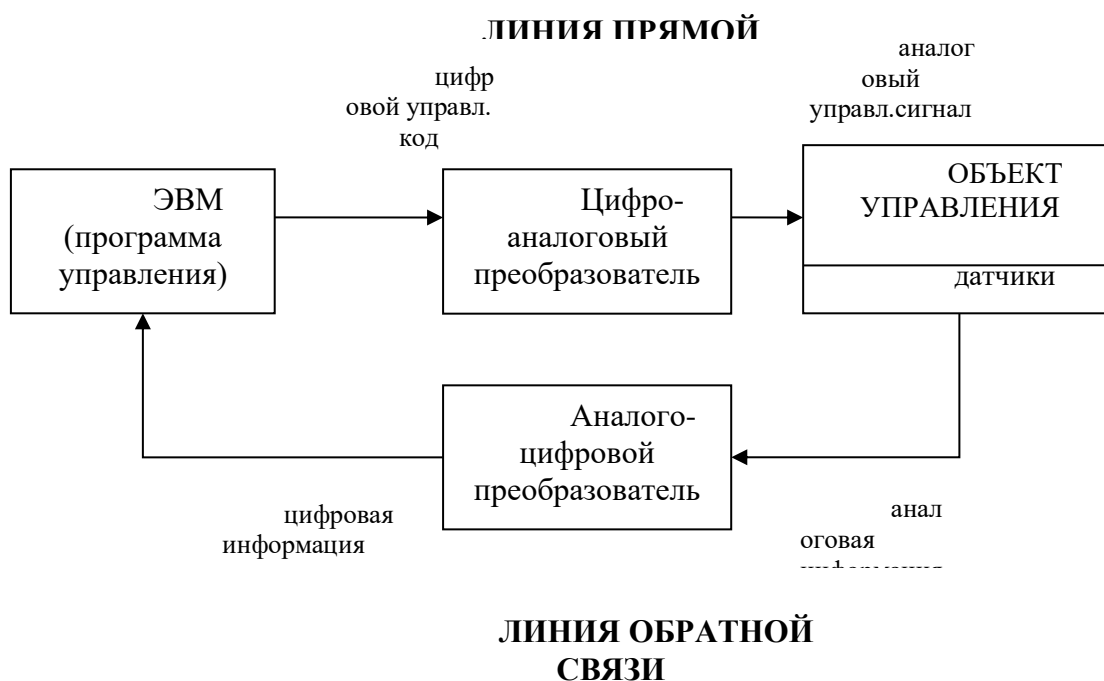 ЛИНИЯ ПРЯМОЙ
цифр
овой управл.
код
аналог
овый
управл.сигнал
ЭВМ
(программа
управления)
Цифро-
аналоговый
преобразователь
ОБЪЕКТ
УПРАВЛЕНИЯ
датчики
Аналого-
цифровой
преобразователь
цифровая
информация
анал
оговая
ЛИНИЯ ОБРАТНОЙ
СВЯЗИ